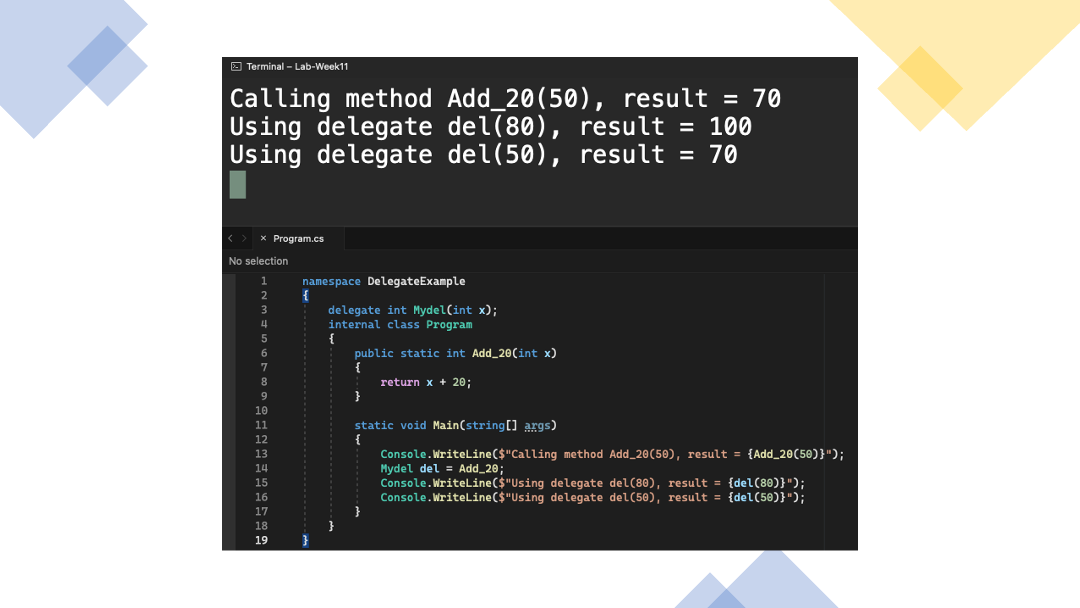 Terminal – Lab-Week11
Calling method Add_20(50), result = 70
Using delegate del(80), result = 100
Using delegate del(50), result = 70
Program.cs
No selection
1 namespace DelegateExample
2 {
3 delegate int Mydel(int x);
4 internal class Program
5 {
6 public static int Add_20(int x)
7 {
8 return x + 20;
9 }
10
11 static void Main(string[] args)
12 {
13 Console.WriteLine($"Calling method Add_20(50), result = {Add_20(50)}");
14 Mydel del = Add_20;
15 Console.WriteLine($"Using delegate del(80), result = {del(80)}");
16 Console.WriteLine($"Using delegate del(50), result = {del(50)}");
17 }
18 }
19 }